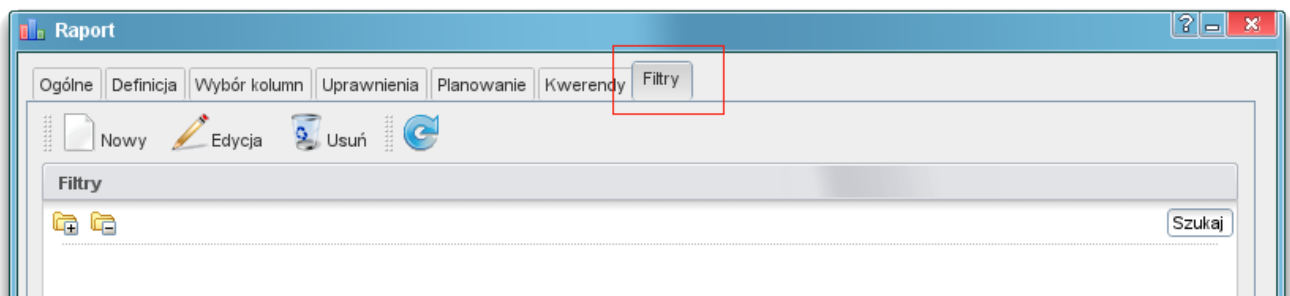 Raport
Ogólne Definicja Wybór kolumn Uprawnienia Planowanie Kwerendy Filtry
Nowy Edycja Usuń
Filtry
Szukaj